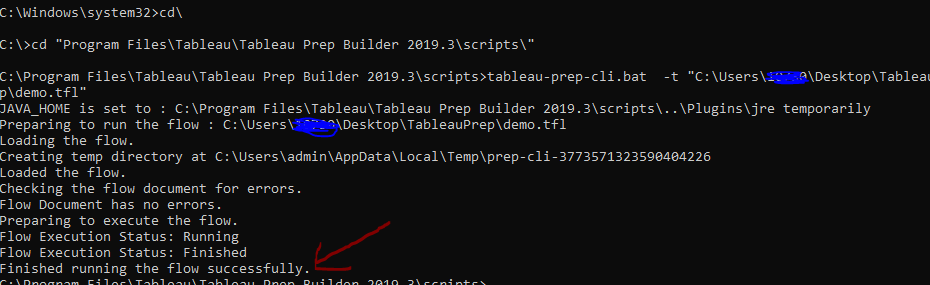 C:\Windows\system32>cd\
C:\>cd "Program Files\Tableau\Tableau Prep Builder 2019.3\scripts\"
C:\Program Files\Tableau\Tableau Prep Builder 2019.3\scripts>tableau-prep-cli.bat  -t "C:\Users\ \Desktop\Tableau
p\demo.tfl"
JAVA_HOME is set to : C:\Program Files\Tableau\Tableau Prep Builder 2019.3\scripts\..\Plugins\jre temporarily
Preparing to run the flow : C:\Users\ \Desktop\TableauPrep\demo.tfl
Loading the flow.
Creating temp directory at C:\Users\admin\AppData\Local\Temp\prep-cli-3773571323590404226
Loaded the flow.
Checking the flow document for errors.
Flow Document has no errors.
Preparing to execute the flow.
Flow Execution Status: Running
Flow Execution Status: Finished
Finished running the flow successfully.
C:\Program Files\Tableau\Tableau Prep Builder 2019.3\scripts>